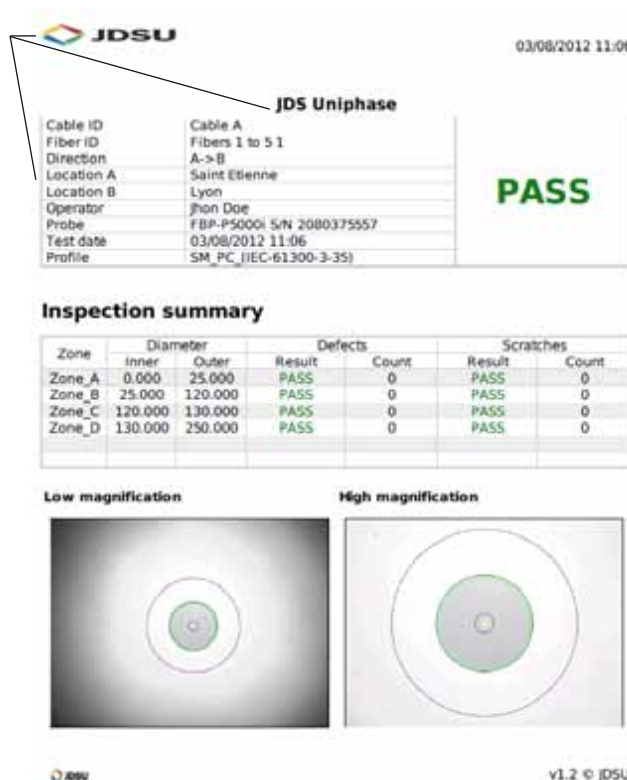 JDSU
03/08/2012 11:06
JDS Uniphase
Cable ID Cable A
Fiber ID Fibers 1 to 5 1
Direction A->B
Location A Saint Etienne
Location B Lyon
Operator Jhon Doe
Probe FBP-P5000i S/N 2080375557
Test date 03/08/2012 11:06
Profile SM_PC_(IEC-61300-3-35)
PASS
Inspection summary
Zone Diameter Defects Scratches
Inner Outer Result Count Result Count
Zone_A 0.000 25.000 PASS 0 PASS 0
Zone_B 25.000 120.000 PASS 0 PASS 0
Zone_C 120.000 130.000 PASS 0 PASS 0
Zone_D 130.000 250.000 PASS 0 PASS 0
Low magnification High magnification
JDSU v1.2 © JDSU